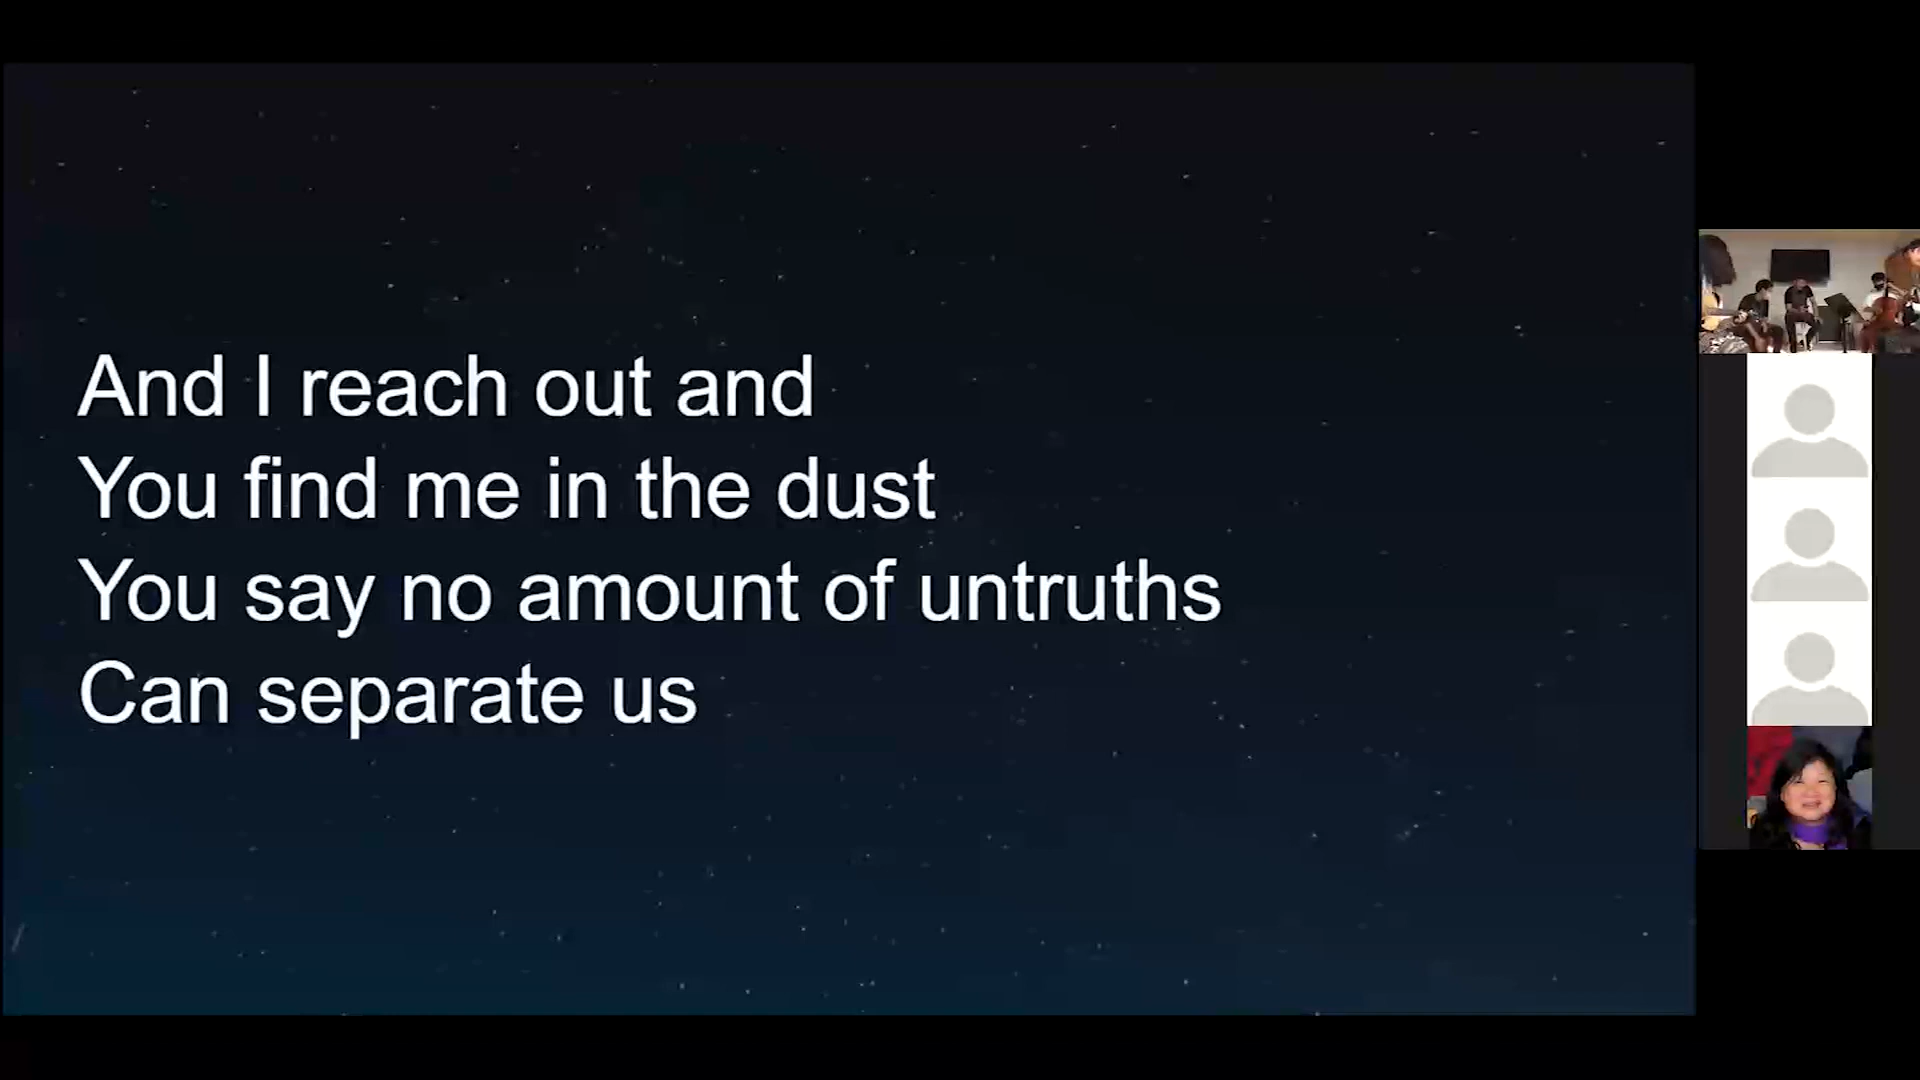 And I reach out and
You find me in the dust
You say no amount of untruths
Can separate us